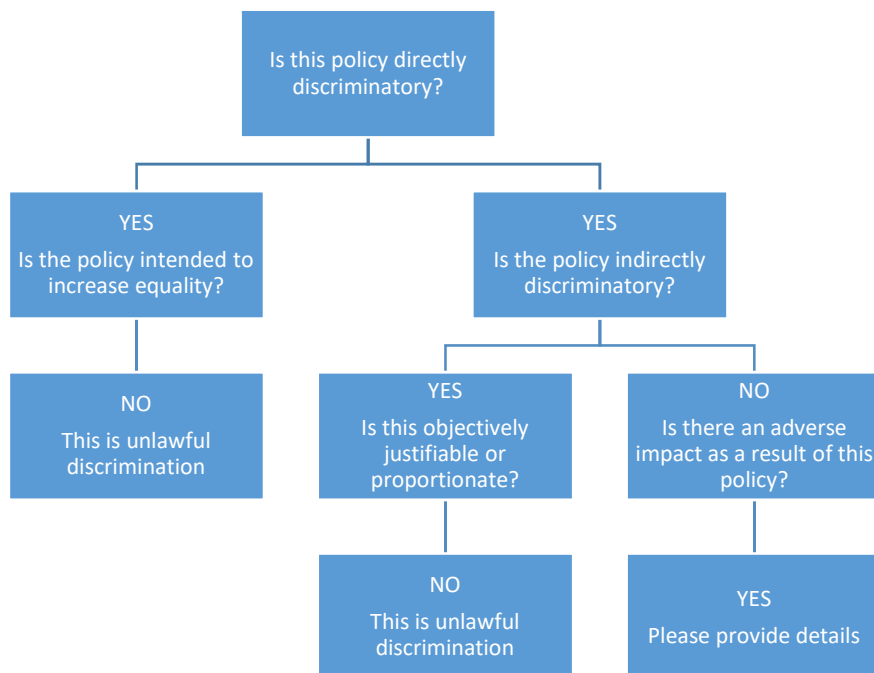 Is this policy directly
discriminatory?
YES
Is the policy intended to
increase equality?
YES
Is the policy indirectly
discriminatory?
NO
This is unlawful
discrimination
YES
Is this objectively
justifiable or
proportionate?
NO
Is there an adverse
impact as a result of this
policy?
NO
This is unlawful
discrimination
YES
Please provide details